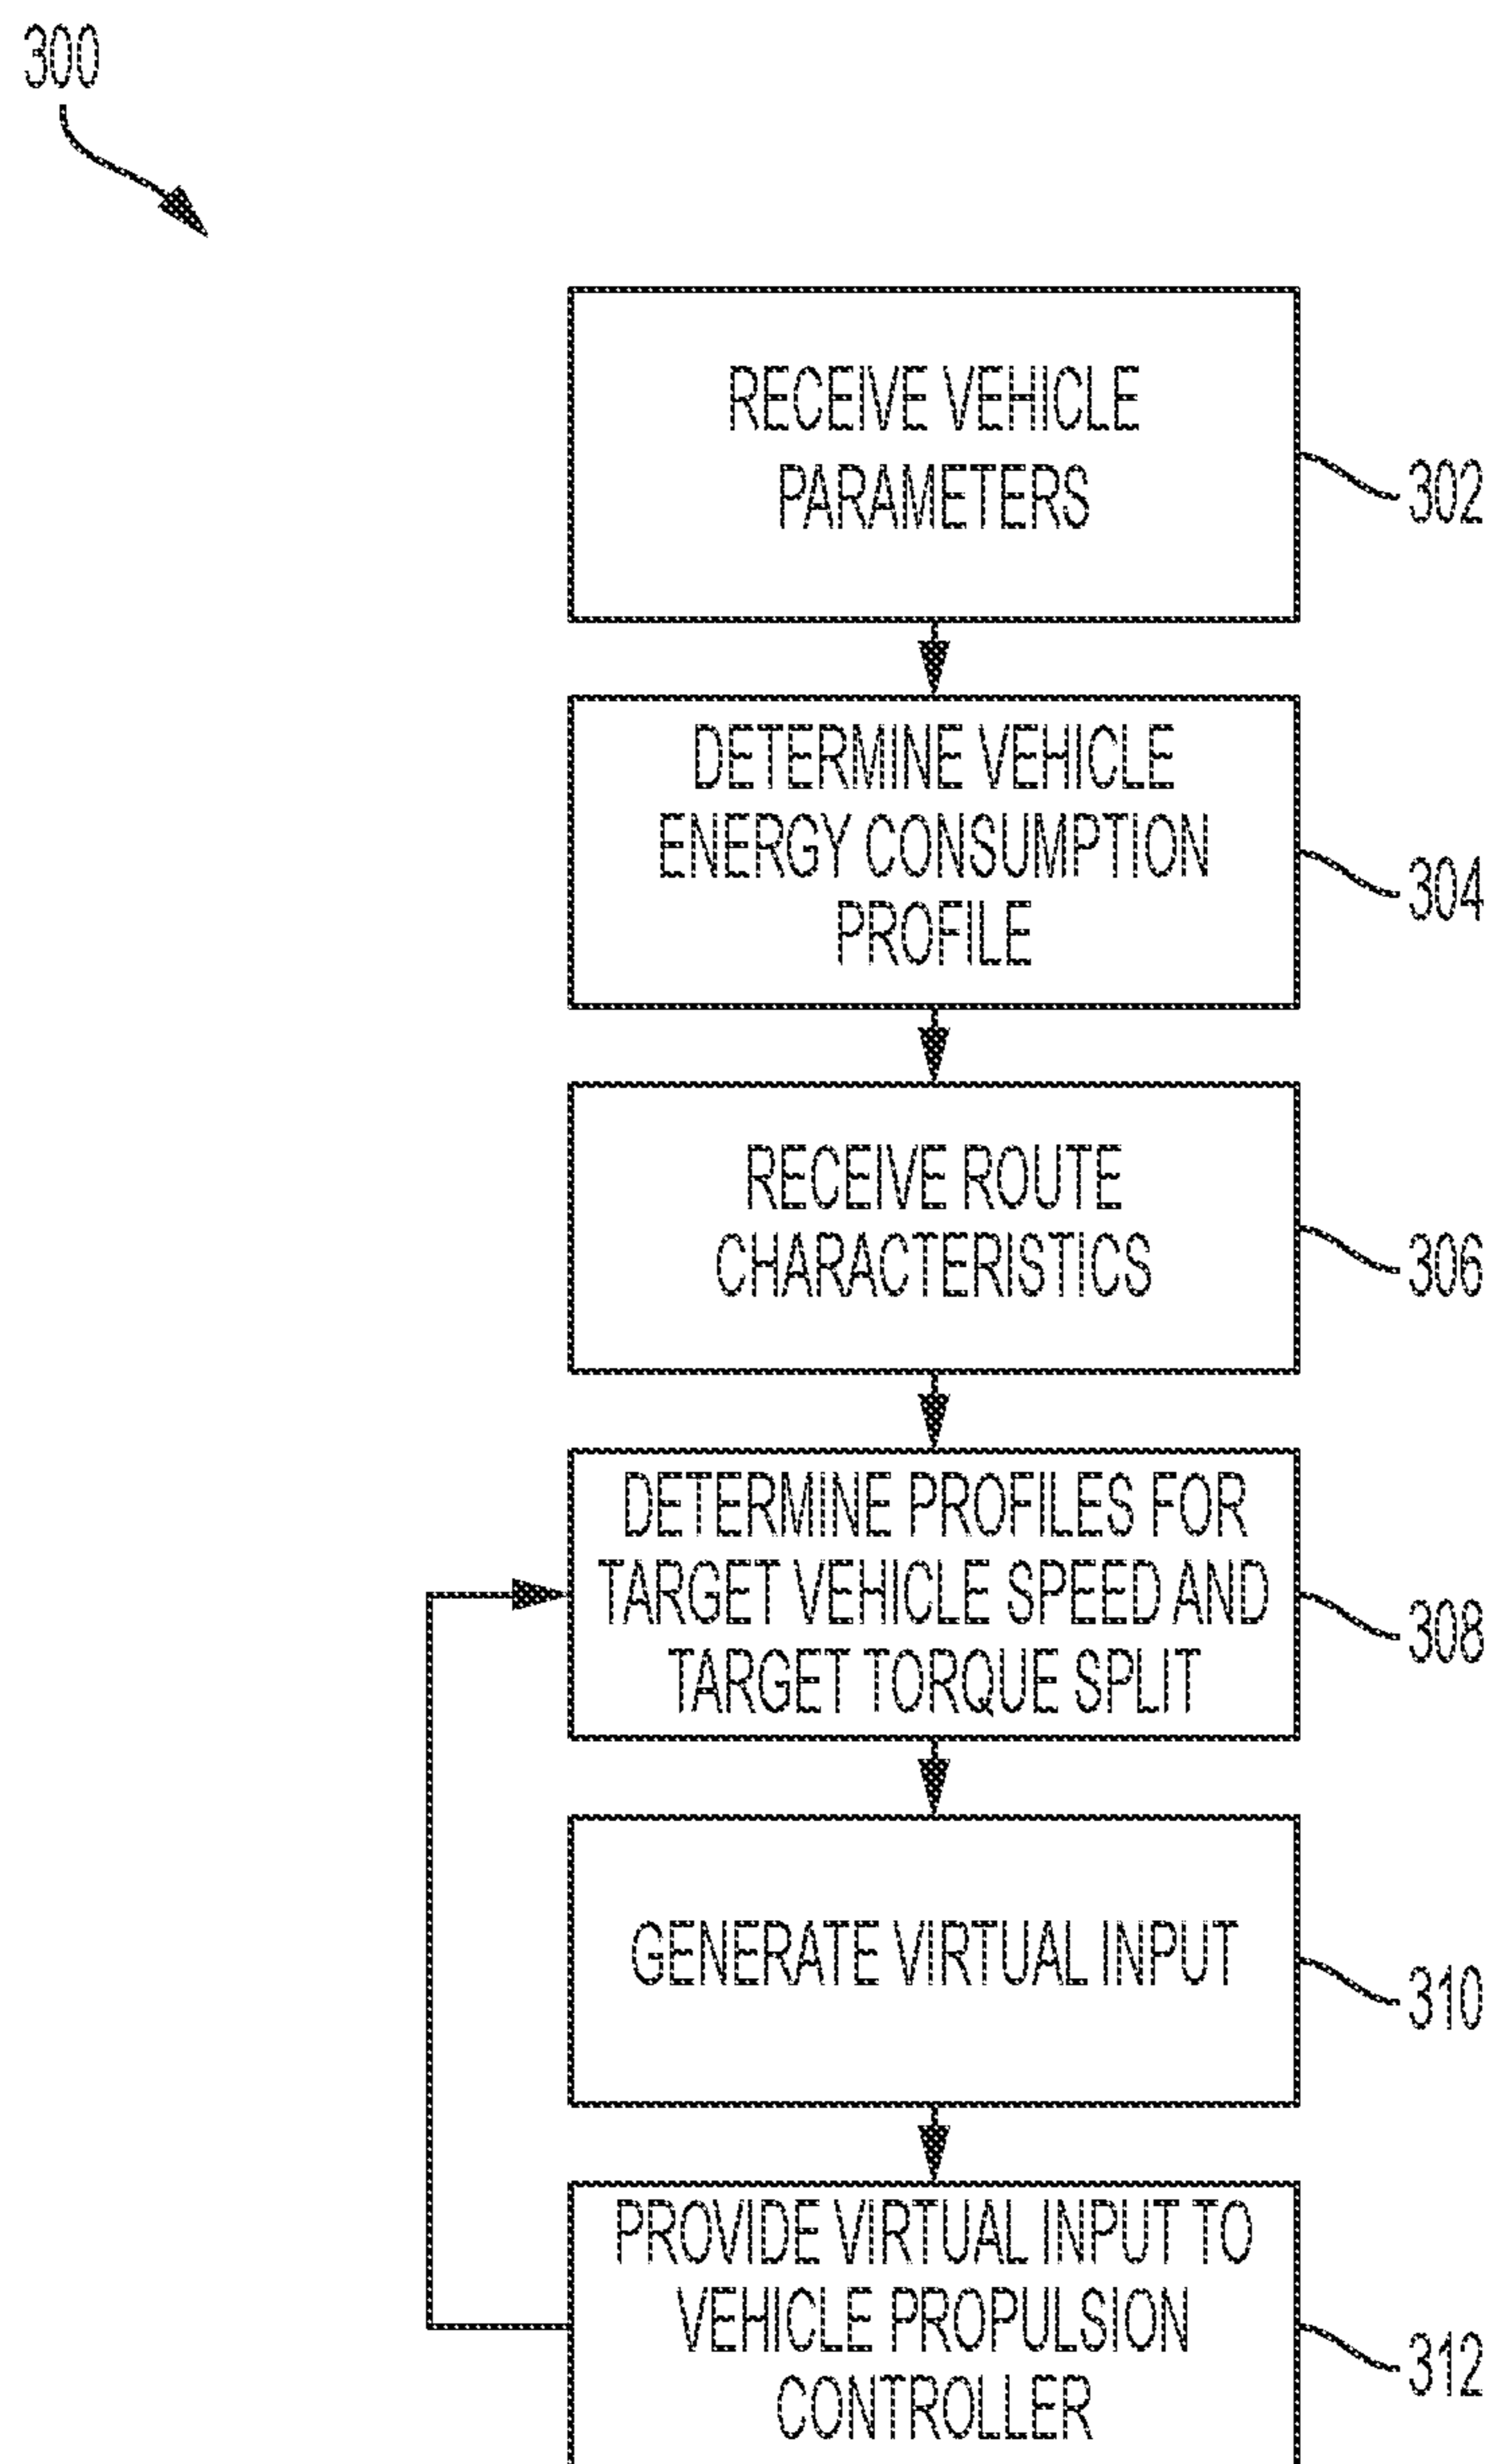 300
RECEIVE VEHICLE
PARAMETERS
302
DETERMINE VEHICLE
ENERGY CONSUMPTION
PROFILE
304
RECEIVE ROUTE
CHARACTERISTICS
306
DETERMINE PROFILES FOR
TARGET VEHICLE SPEED AND
TARGET TORQUE SPLIT
308
GENERATE VIRTUAL INPUT
310
PROVIDE VIRTUAL INPUT TO
VEHICLE PROPULSION
CONTROLLER
312